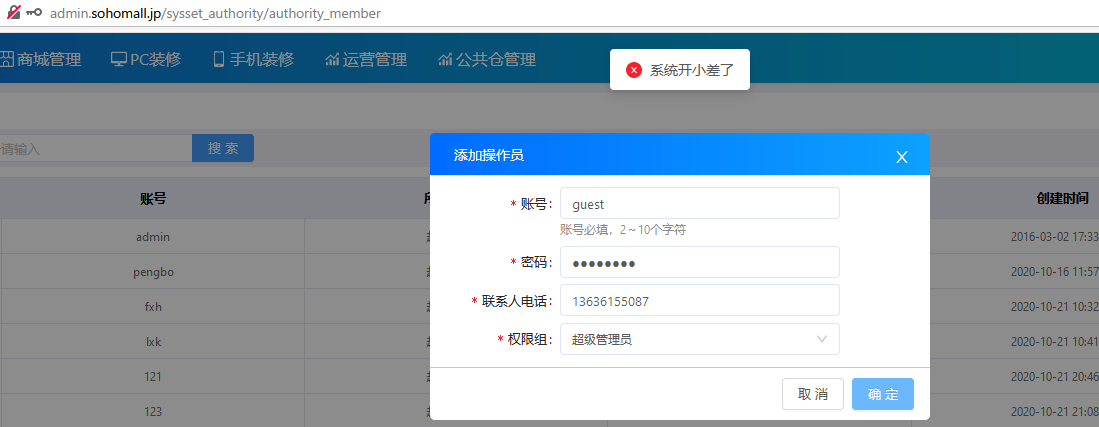 admin.sohomall.jp/sysset_authority/authority_member
商城管理 PC装修 手机装修 运营管理 公共仓管理
系统开小差了
请输入 搜 索
添加操作员
* 账号: guest
账号必填，2～10个字符
* 密码: ●●●●●●●●
* 联系人电话: 13636155087
* 权限组: 超级管理员
取 消 确 定
账号 创建时间
admin 2016-03-02 17:33
pengbo 2020-10-16 11:57
fxh 2020-10-21 10:32
lxk 2020-10-21 10:41
121 2020-10-21 20:46
123 2020-10-21 21:08